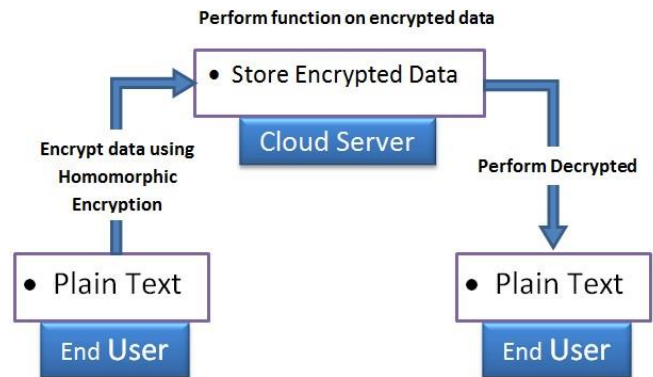 Perform function on encrypted data
• Store Encrypted Data
Cloud Server
Encrypt data using
Homomorphic
Encryption
Perform Decrypted
• Plain Text
End User
• Plain Text
End User